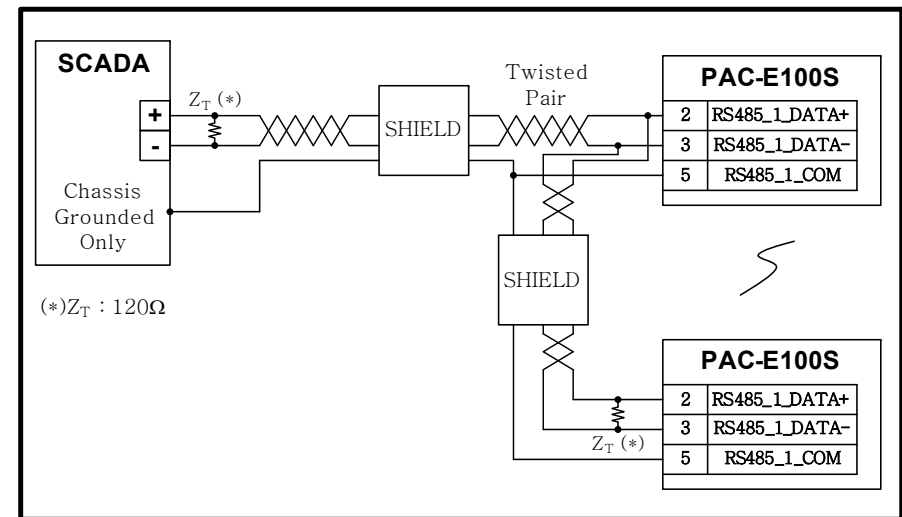 SCADA
+
-
Z_T (*)
Chassis
Grounded
Only
(*)Z_T : 120Ω
SHIELD
Twisted
Pair
PAC-E100S
2 RS485_1_DATA+
3 RS485_1_DATA-
5 RS485_1_COM
SHIELD
PAC-E100S
2 RS485_1_DATA+
3 RS485_1_DATA-
5 RS485_1_COM
Z_T (*)